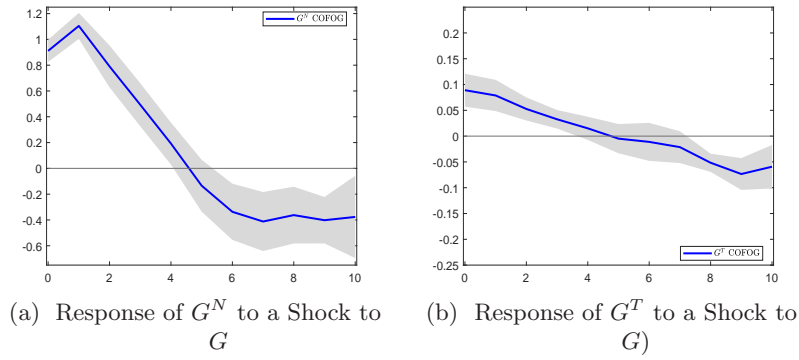 1.2
1
0.8
0.6
0.4
0.2
0
-0.2
-0.4
-0.6
0 2 4 6 8 10
G^N COFOG
(a) Response of G^N to a Shock to
G
0.2
0.15
0.1
0.05
0
-0.05
-0.1
-0.15
-0.2
-0.25
0 2 4 6 8 10
G^T COFOG
(b) Response of G^T to a Shock to
G)